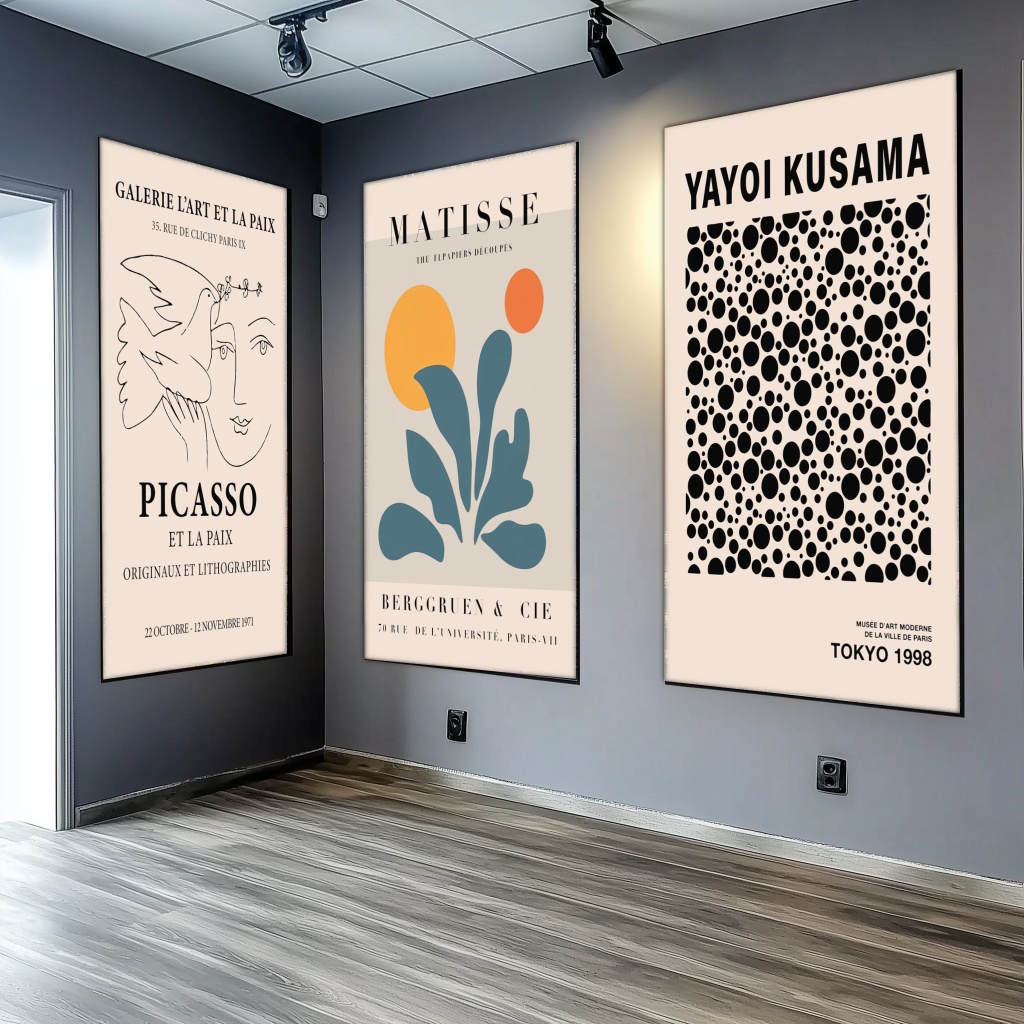 GALERIE L'ART ET LA PAIX
35. RUE DE CLICHY PARIS IX
PICASSO
ET LA PAIX
ORIGINAUX ET LITHOGRAPHIES
22 OCTOBRE - 12 NOVEMBRE 1971
MATISSE
THE FLPAPIERS DÉCOUPÉS
BERGGRUEN & CIE
70 RUE DE L'UNIVERSITÉ, PARIS-VII
YAYOI KUSAMA
MUSÉE D'ART MODERNE
DE LA VILLE DE PARIS
TOKYO 1998